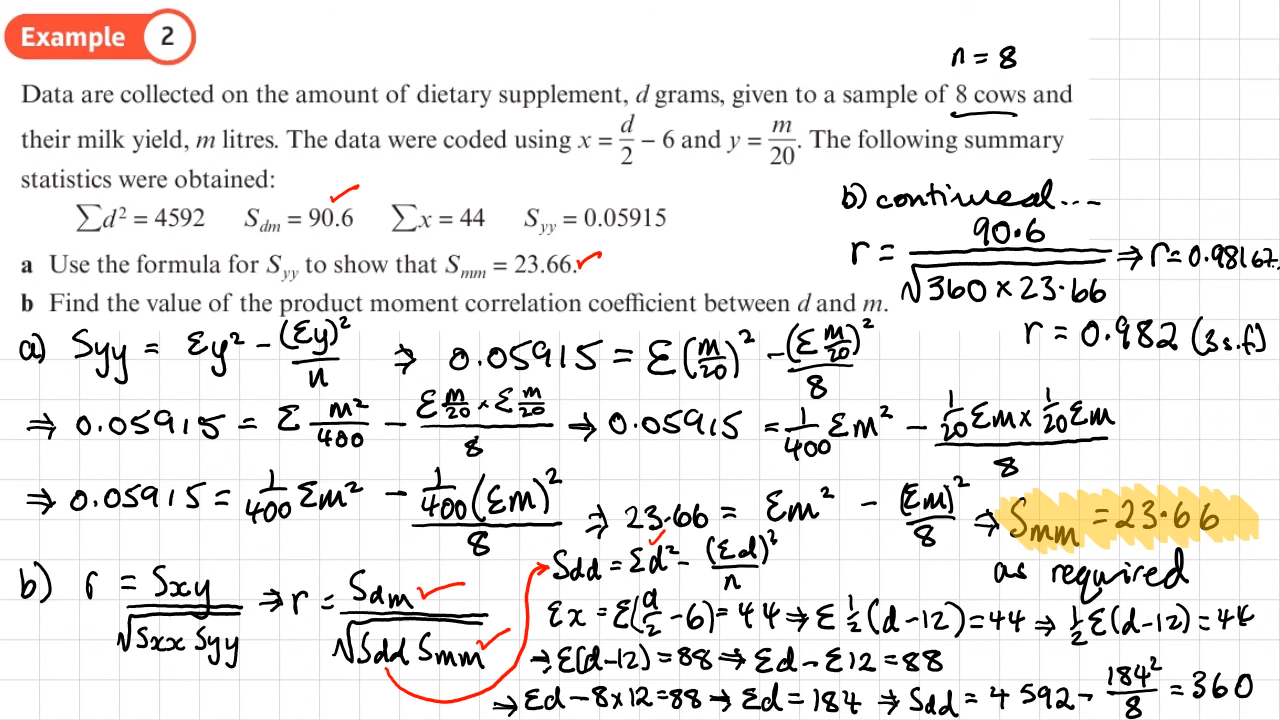 Example 2
n = 8
Data are collected on the amount of dietary supplement, d grams, given to a sample of 8 cows and
their milk yield, m litres. The data were coded using x = d/2 − 6 and y = m/20. The following summary
statistics were obtained:
∑d² = 4592 S_dm = 90.6 ∑x = 44 S_yy = 0.05915
a Use the formula for S_yy to show that S_mm = 23.66.
b Find the value of the product moment correlation coefficient between d and m.
b) continued...
r = 90.6/√(360 × 23.66) ⇒ r = 0.98167...
r = 0.982 (3 s.f)
a) Syy = Σy² − (Σy)²/n ⇒ 0.05915 = Σ(m/20)² − (Σ m/20)²/8
⇒ 0.05915 = Σ m²/400 − (Σ m/20 × Σ m/20)/8 ⇒ 0.05915 = 1/400 Σm² − (1/20 Σm × 1/20 Σm)/8
⇒ 0.05915 = 1/400 Σm² − (1/400 (Σm)²)/8 ⇒ 23.66 = Σm² − (Σm)²/8 ⇒ Smm = 23.66
as required
b) r = Sxy/√(Sxx Syy) ⇒ r = Sdm/√(Sdd Smm)
Sdd = Σd² − (Σd)²/n
Σx = Σ(d/2 − 6) = 44 ⇒ Σ 1/2 (d − 12) = 44 ⇒ 1/2 Σ(d − 12) = 44
⇒ Σ(d − 12) = 88 ⇒ Σd − Σ12 = 88
⇒ Σd − 8 × 12 = 88 ⇒ Σd = 184 ⇒ Sdd = 4592 − 184²/8 = 360